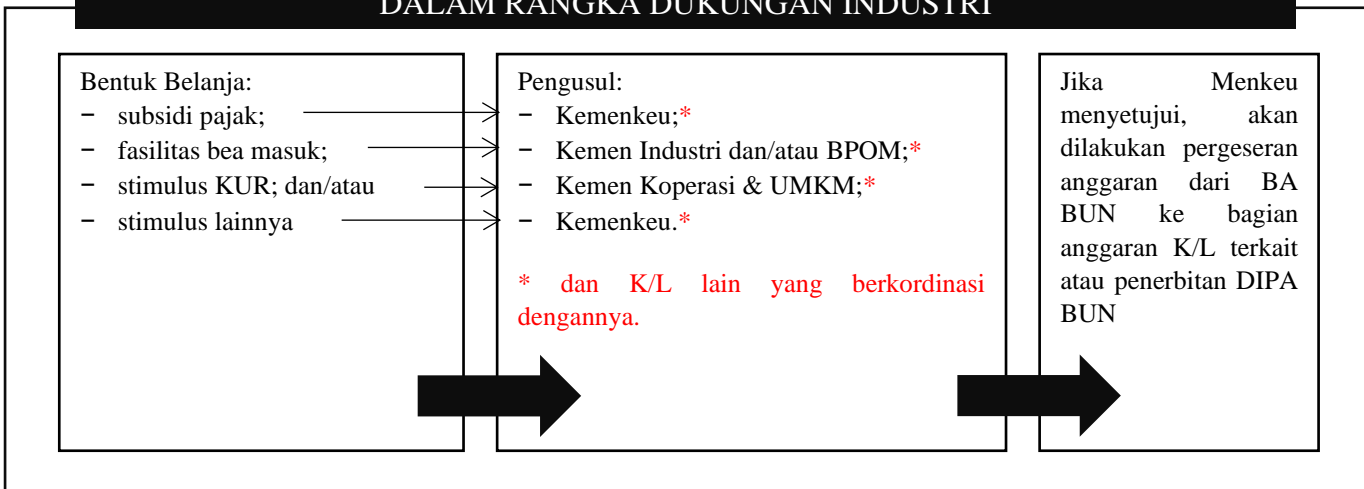 DALAM RANGKA DUKUNGAN INDUSTRI
Bentuk Belanja:
− subsidi pajak;
− fasilitas bea masuk;
− stimulus KUR; dan/atau
− stimulus lainnya
Pengusul:
− Kemenkeu;*
− Kemen Industri dan/atau BPOM;*
− Kemen Koperasi & UMKM;*
− Kemenkeu.*
* dan K/L lain yang berkordinasi
dengannya.
Jika Menkeu
menyetujui, akan
dilakukan pergeseran
anggaran dari BA
BUN ke bagian
anggaran K/L terkait
atau penerbitan DIPA
BUN